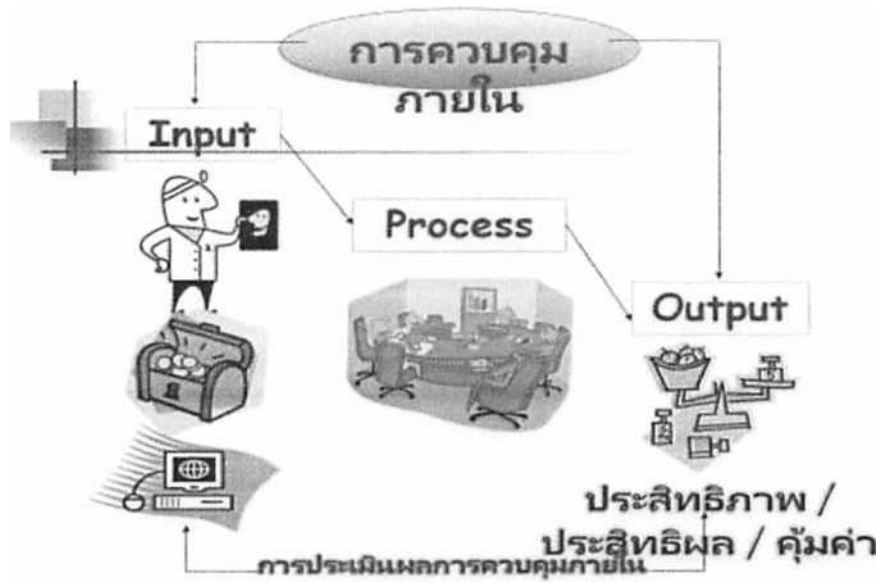 การควบคุม
ภายใน
Input
Process
Output
ประสิทธิภาพ /
ประสิทธิผล / คุ้มค่า
การประเมินผลการควบคุมภายใน